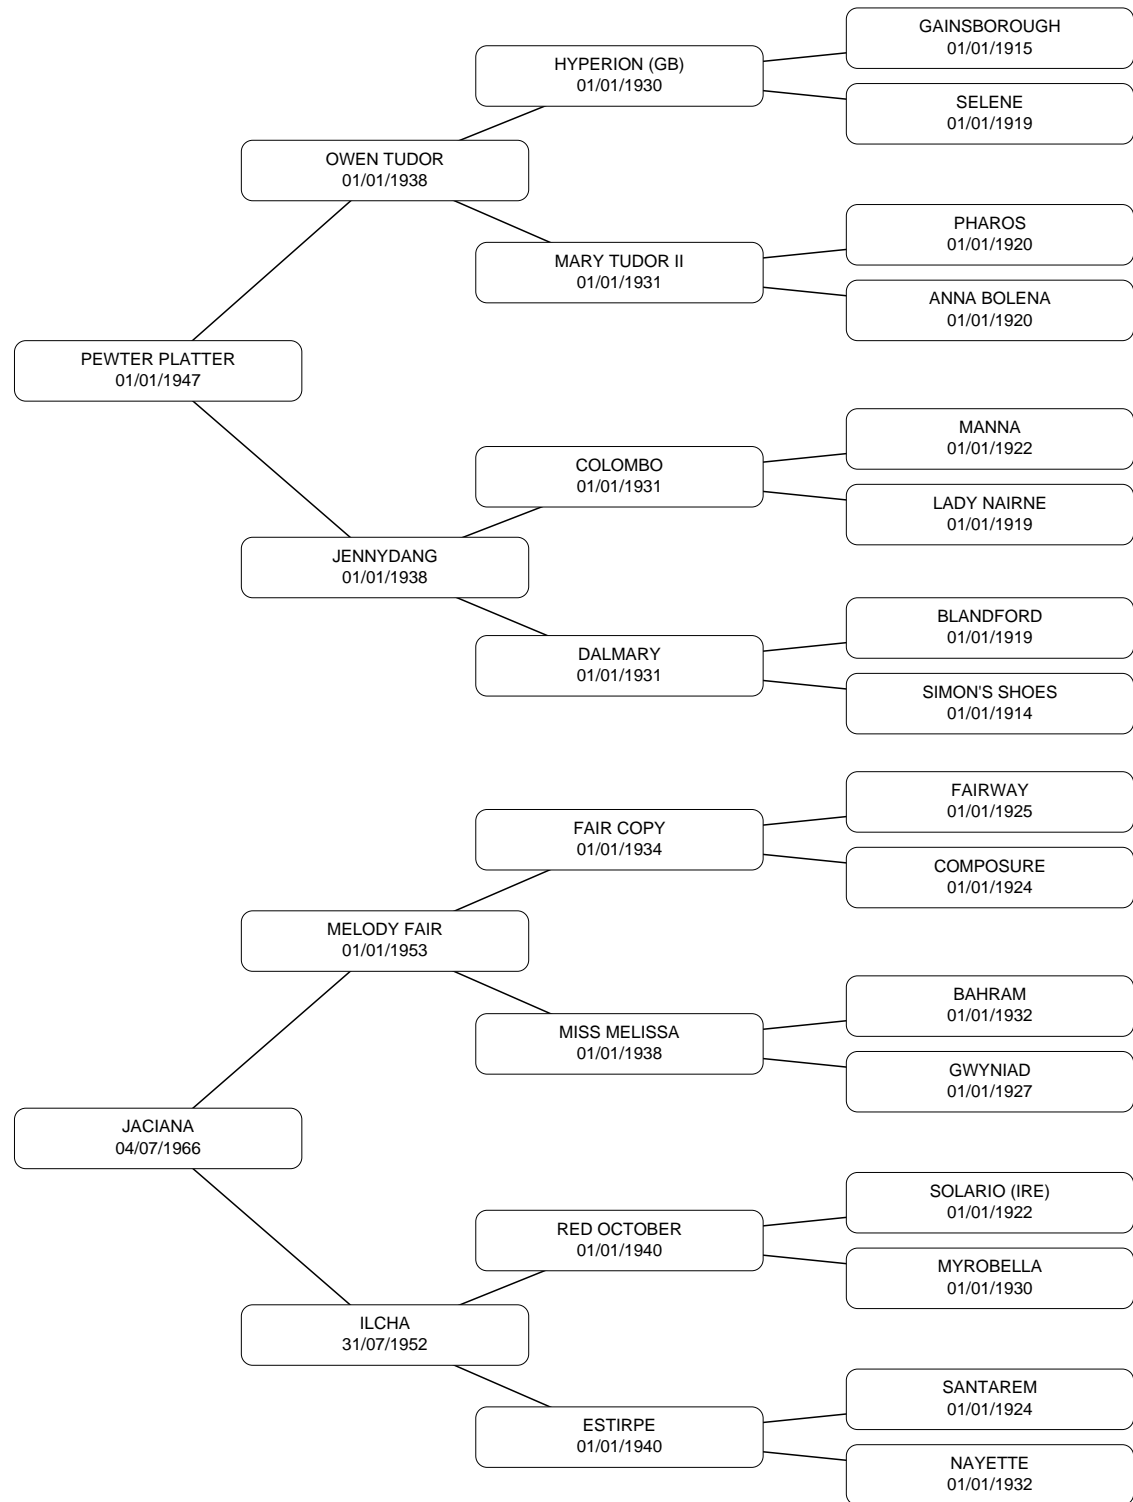 GAINSBOROUGH
01/01/1915
HYPERION (GB)
01/01/1930
SELENE
01/01/1919
OWEN TUDOR
01/01/1938
PHAROS
01/01/1920
MARY TUDOR II
01/01/1931
ANNA BOLENA
01/01/1920
PEWTER PLATTER
01/01/1947
MANNA
01/01/1922
COLOMBO
01/01/1931
LADY NAIRNE
01/01/1919
JENNYDANG
01/01/1938
BLANDFORD
01/01/1919
DALMARY
01/01/1931
SIMON'S SHOES
01/01/1914
FAIRWAY
01/01/1925
FAIR COPY
01/01/1934
COMPOSURE
01/01/1924
MELODY FAIR
01/01/1953
BAHRAM
01/01/1932
MISS MELISSA
01/01/1938
GWYNIAD
01/01/1927
JACIANA
04/07/1966
SOLARIO (IRE)
01/01/1922
RED OCTOBER
01/01/1940
MYROBELLA
01/01/1930
ILCHA
31/07/1952
SANTAREM
01/01/1924
ESTIRPE
01/01/1940
NAYETTE
01/01/1932